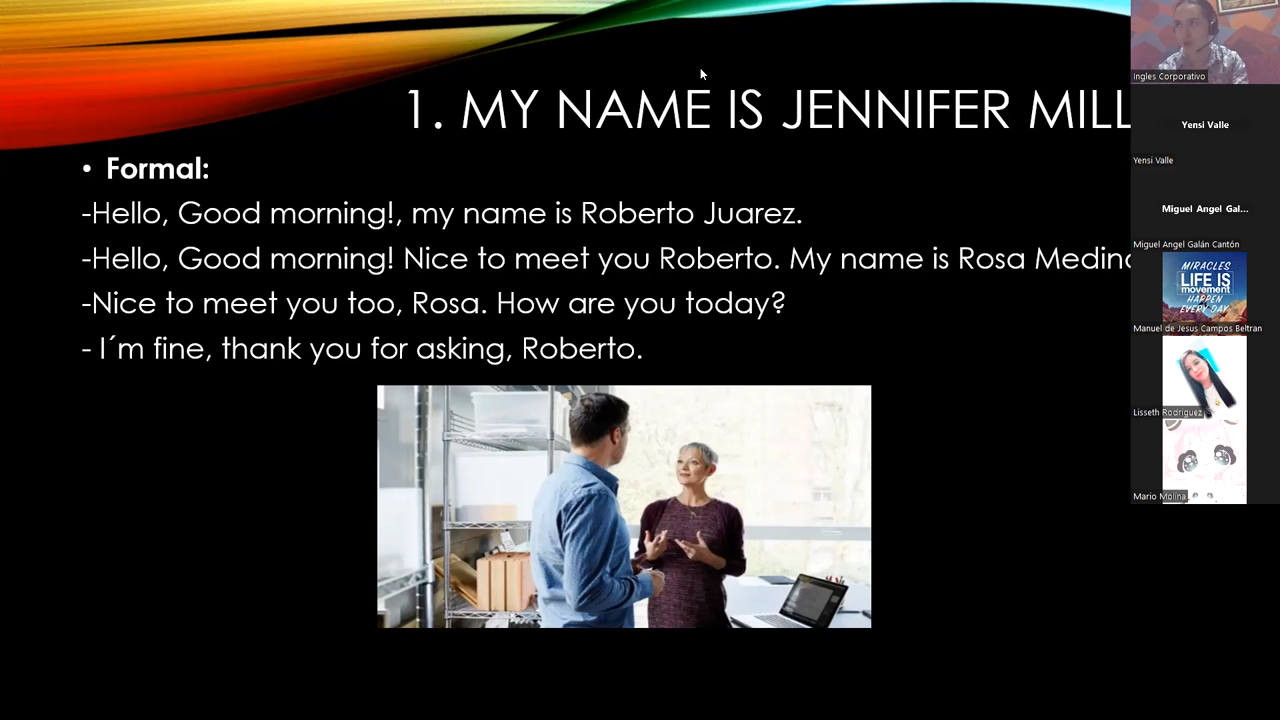 1. MY NAME IS JENNIFER MILL
• Formal:
-Hello, Good morning!, my name is Roberto Juarez.
-Hello, Good morning! Nice to meet you Roberto. My name is Rosa Medina
-Nice to meet you too, Rosa. How are you today?
- I´m fine, thank you for asking, Roberto.
Ingles Corporativo
Yensi Valle
Yensi Valle
Miguel Angel Gal...
Miguel Angel Galán Cantón
MIRACLES
LIFE IS
movement
HAPPEN
EVERY DAY
Manuel de Jesus Campos Beltran
Lisseth Rodriguez
Mario Molina